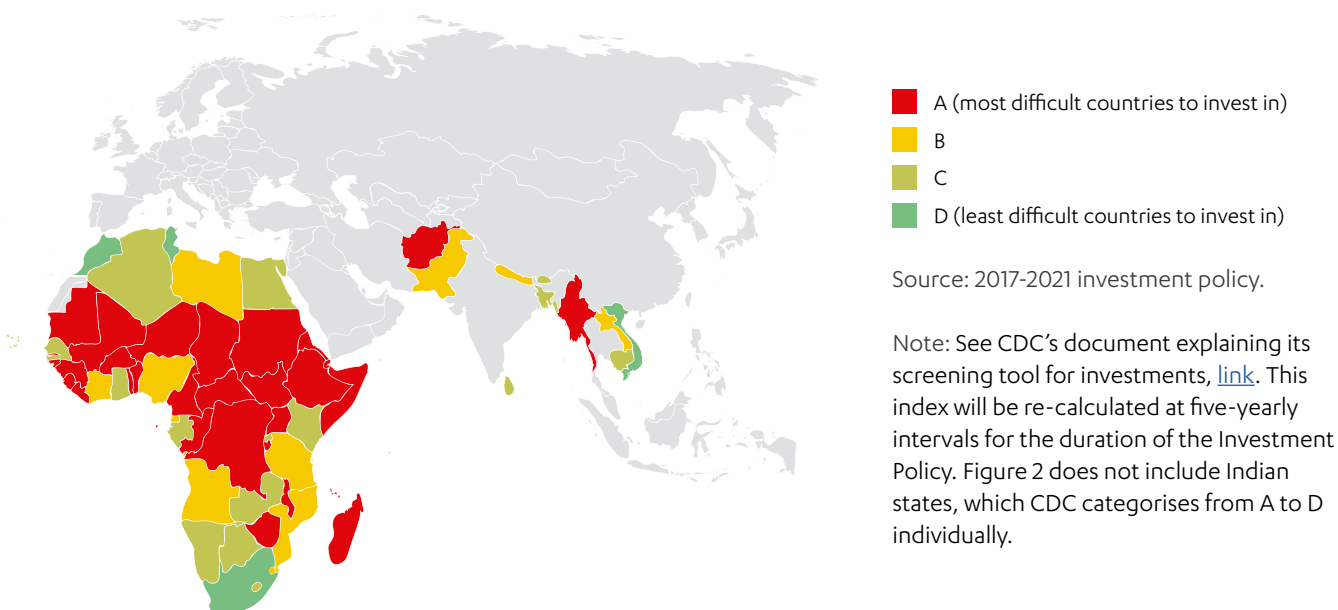 A (most difficult countries to invest in)
B
C
D (least difficult countries to invest in)
Source: 2017-2021 investment policy.
Note: See CDC’s document explaining its
screening tool for investments, link. This
index will be re-calculated at five-yearly
intervals for the duration of the Investment
Policy. Figure 2 does not include Indian
states, which CDC categorises from A to D
individually.